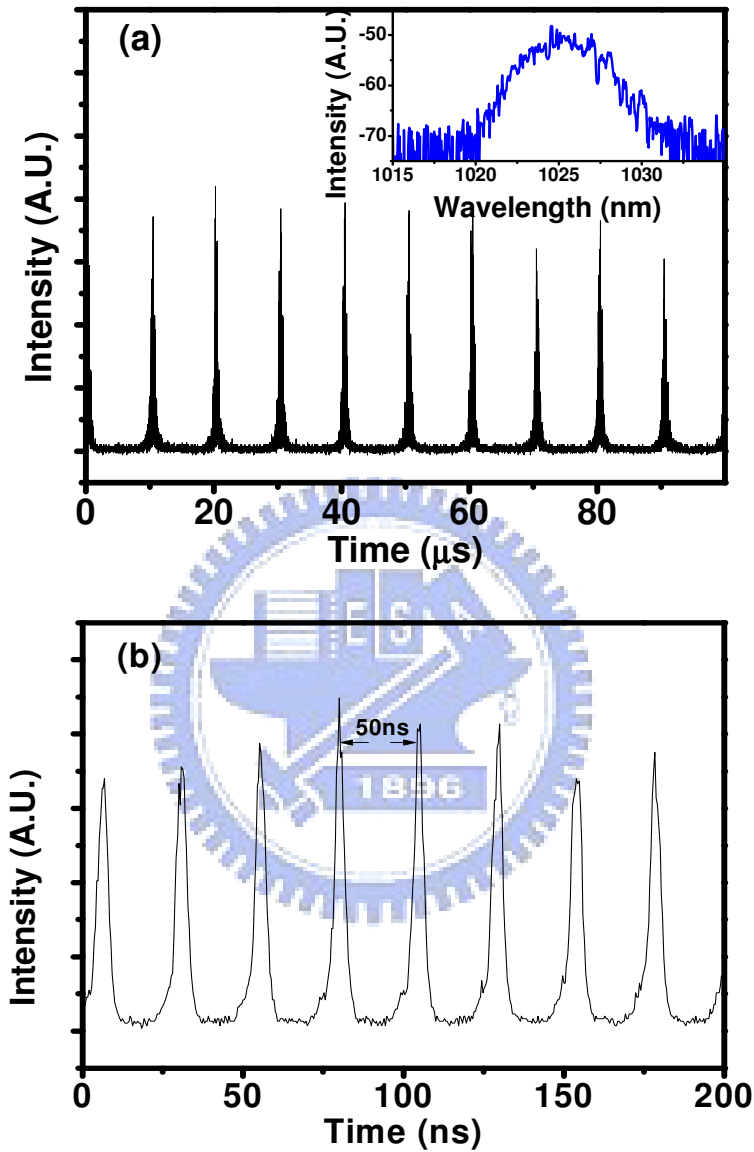 (a)
Intensity (A.U.)
-50
-60
-70
Intensity (A.U.)
1015 1020 1025 1030
Wavelength (nm)
0 20 40 60 80
Time (μs)
E S
(b)
50ns
1896
Intensity (A.U.)
0 50 100 150 200
Time (ns)